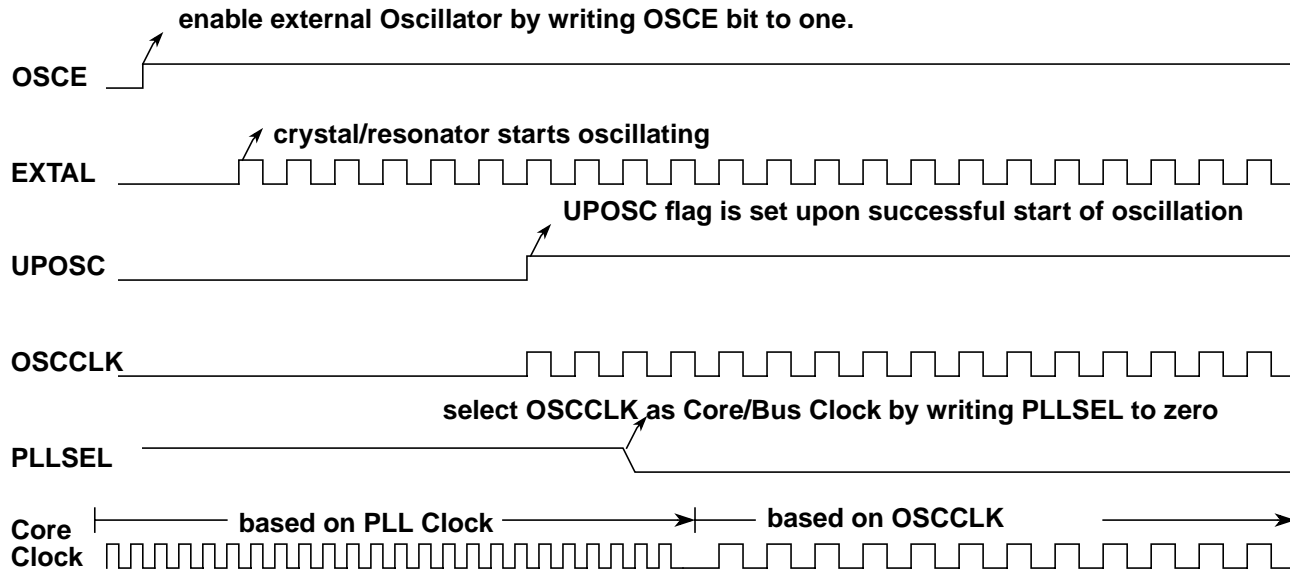 enable external Oscillator by writing OSCE bit to one.
OSCE
crystal/resonator starts oscillating
EXTAL
UPOSC flag is set upon successful start of oscillation
UPOSC
OSCCLK
select OSCCLK as Core/Bus Clock by writing PLLSEL to zero
PLLSEL
based on PLL Clock
based on OSCCLK
Core
Clock